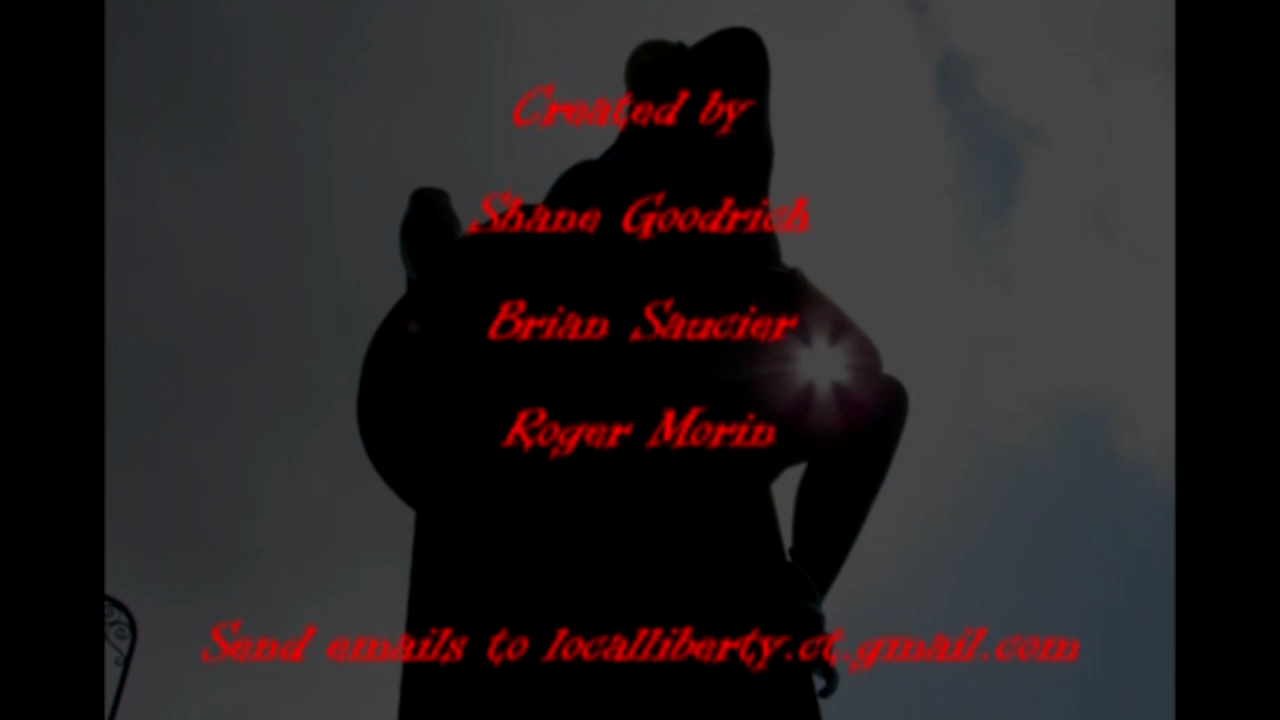 Created by
Shane Goodrich
Brian Saucier
Roger Morin
Send emails to localliberty.ct.gmail.com